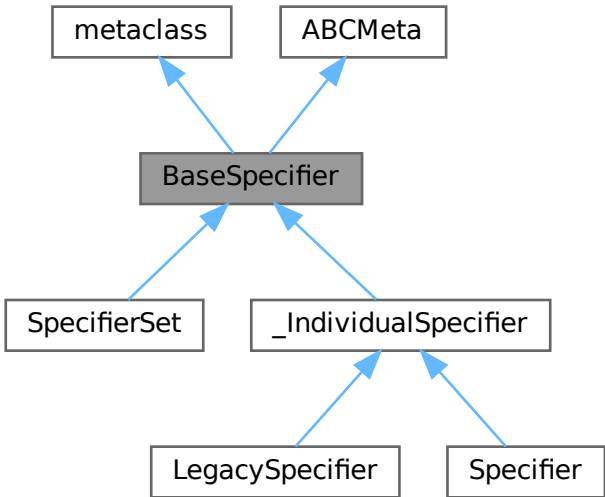 metaclass
ABCMeta
BaseSpecifier
SpecifierSet
_IndividualSpecifier
LegacySpecifier
Specifier